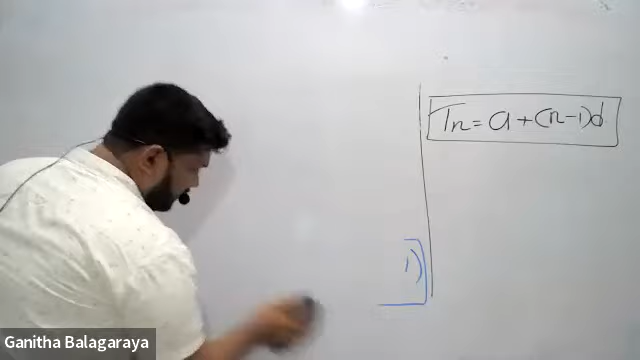 Tn = a + (n-1)d
1)
Ganitha Balagaraya